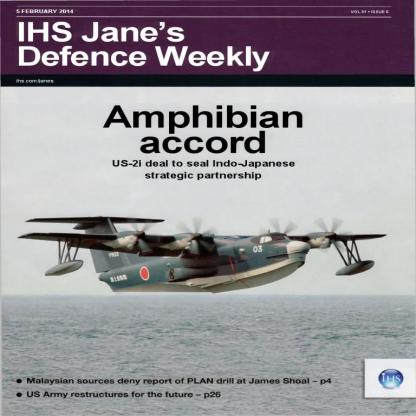 5 FEBRUARY 2014
VOL 51 • ISSUE 6
IHS Jane's
Defence Weekly
ihs.com/janes
Amphibian
accord
US-2i deal to seal Indo-Japanese
strategic partnership
03
• Malaysian sources deny report of PLAN drill at James Shoal – p4
• US Army restructures for the future – p26
IHS